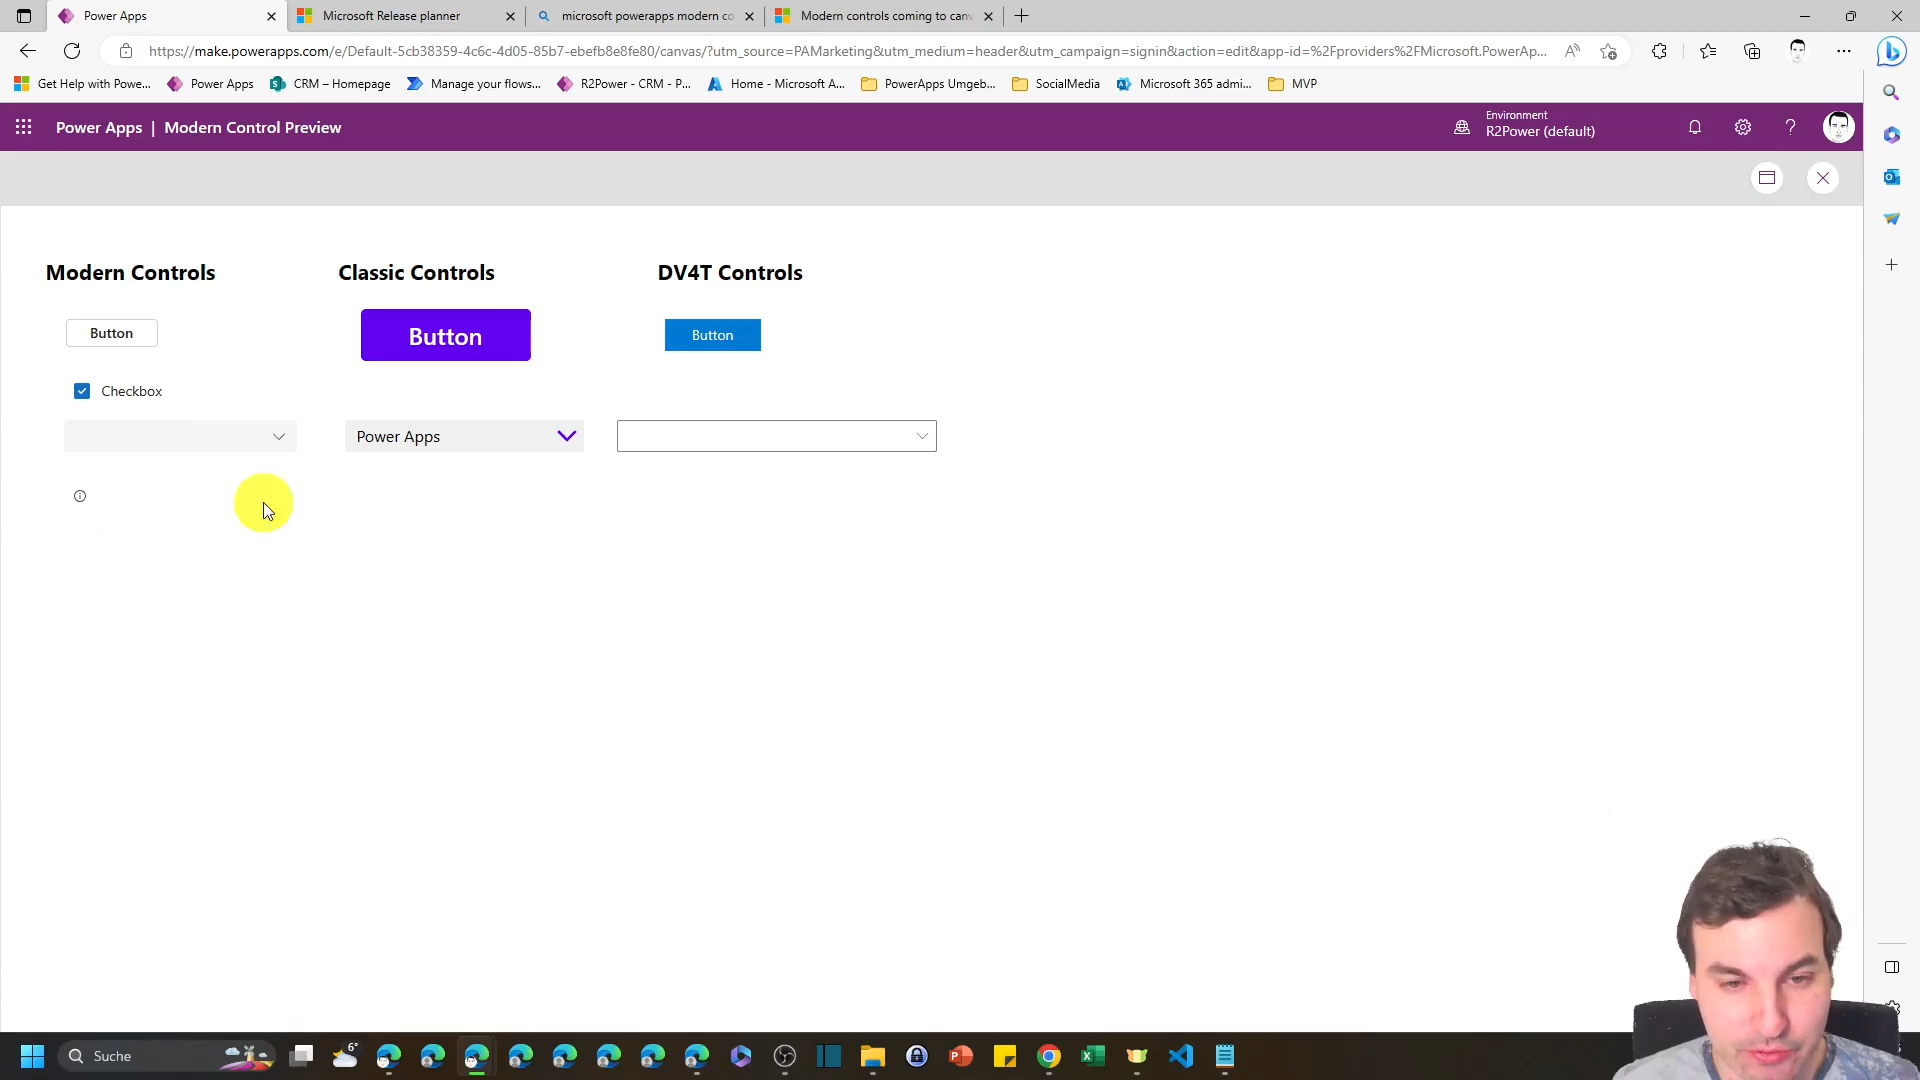 Power Apps
Microsoft Release planner
microsoft powerapps modern co
Modern controls coming to canv
https://make.powerapps.com/e/Default-5cb38359-4c6c-4d05-85b7-ebefb8e8fe80/canvas/?utm_source=PAMarketing&utm_medium=header&utm_campaign=signin&action=edit&app-id=%2Fproviders%2FMicrosoft.PowerAp...
Get Help with Powe...
Power Apps
CRM – Homepage
Manage your flows...
R2Power - CRM - P...
Home - Microsoft A...
PowerApps Umgeb...
SocialMedia
Microsoft 365 admi...
MVP
Power Apps | Modern Control Preview
Environment
R2Power (default)
Modern Controls
Classic Controls
DV4T Controls
Button
Button
Button
Checkbox
Power Apps
Suche
6°